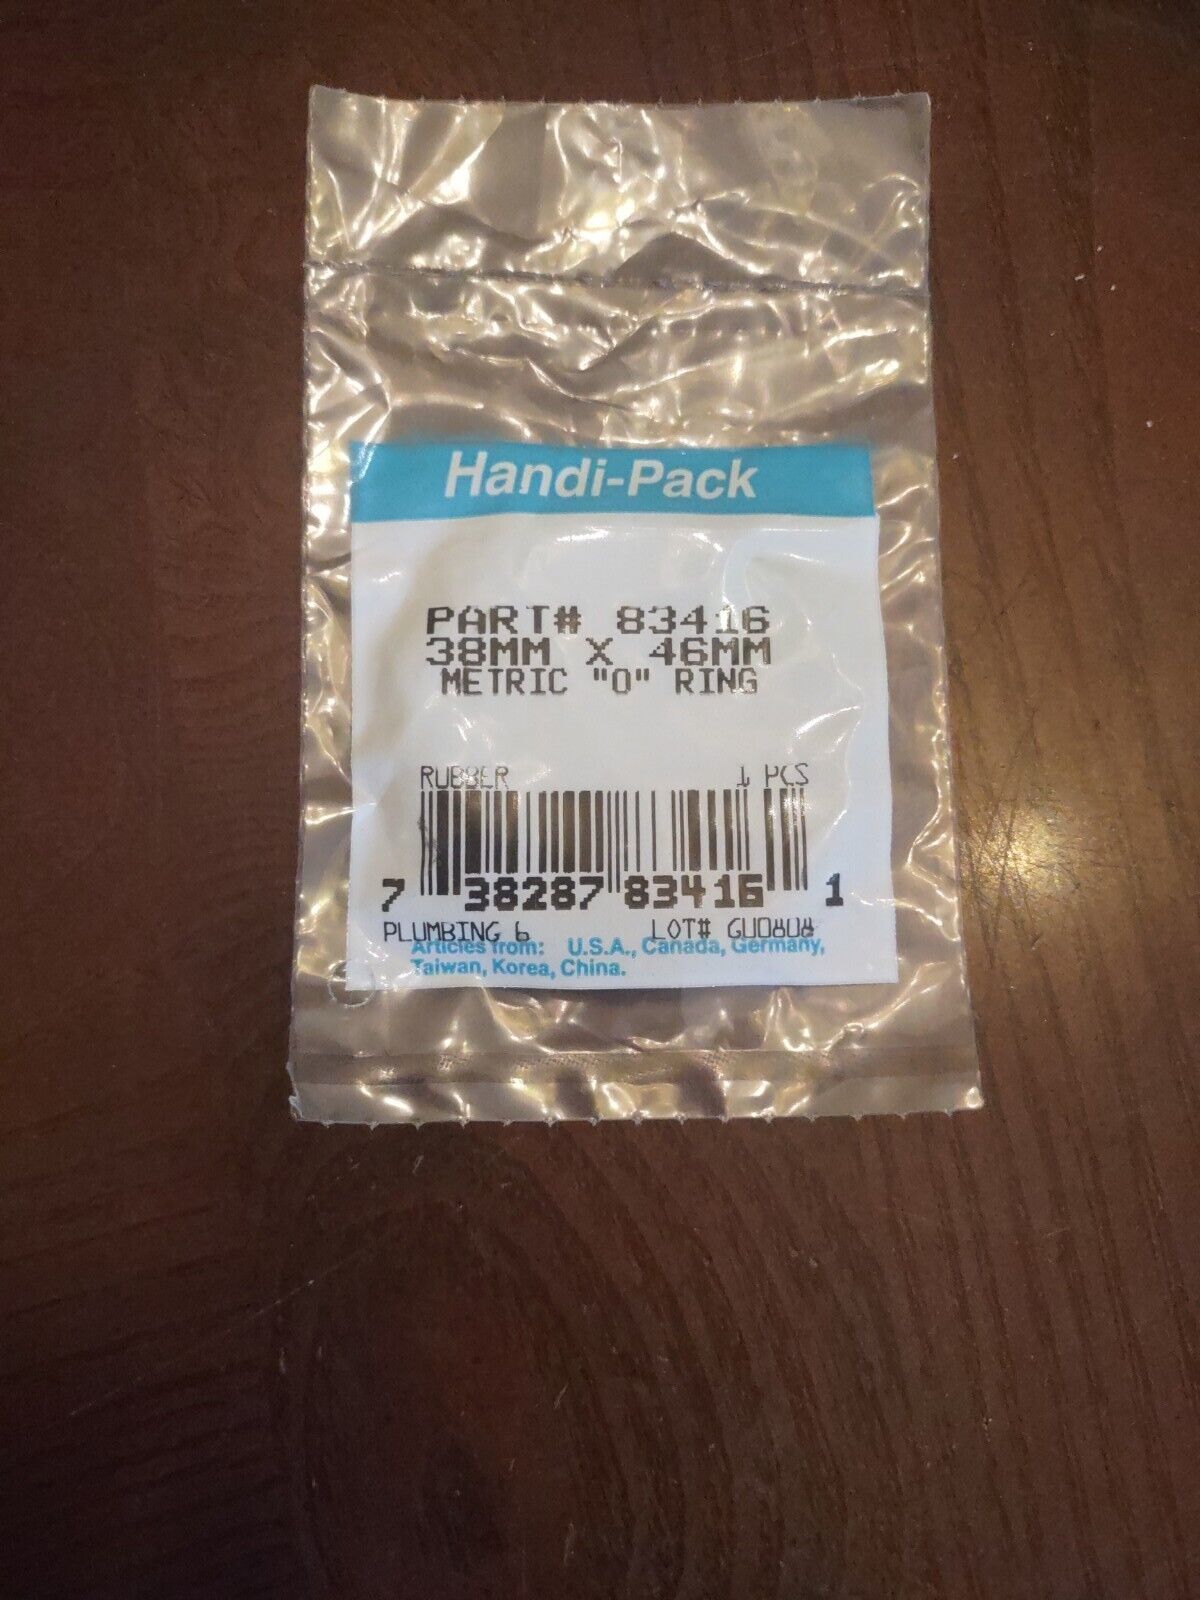 Handi-Pack
PART# 83416
38MM X 46MM
METRIC "O" RING
RUBBER 1 PCS
7 38287 83416 1
PLUMBING 6 LOT# GU0808
Articles from: U.S.A., Canada, Germany,
Taiwan, Korea, China.